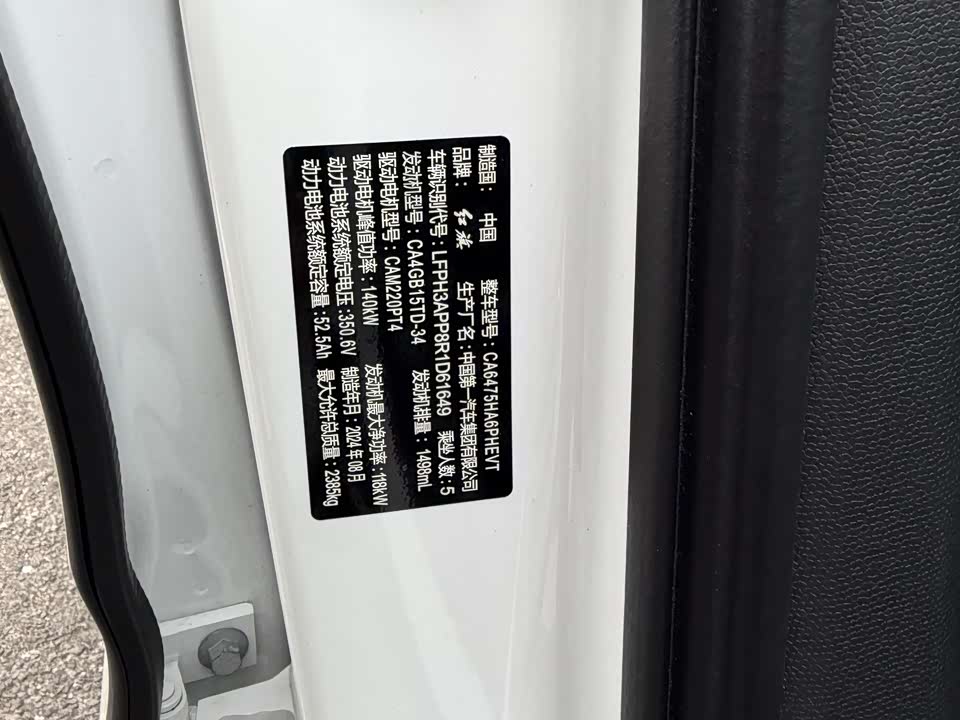 制造国： 中国 整车型号：CA6475HA6PHEVT
品牌： 红旗 生产厂名：中国第一汽车集团有限公司
车辆识别代号：LFPH3APP8R1D61649 乘坐人数：5
发动机型号：CA4GB15TD-34 发动机排量：1498mL
驱动电机型号：CAM220PT4
驱动电机峰值功率：140kW 发动机最大净功率：118kW
动力电池系统额定电压：350.6V 制造年月：2024年08月
动力电池系统额定容量：52.5Ah 最大允许总质量：2385kg